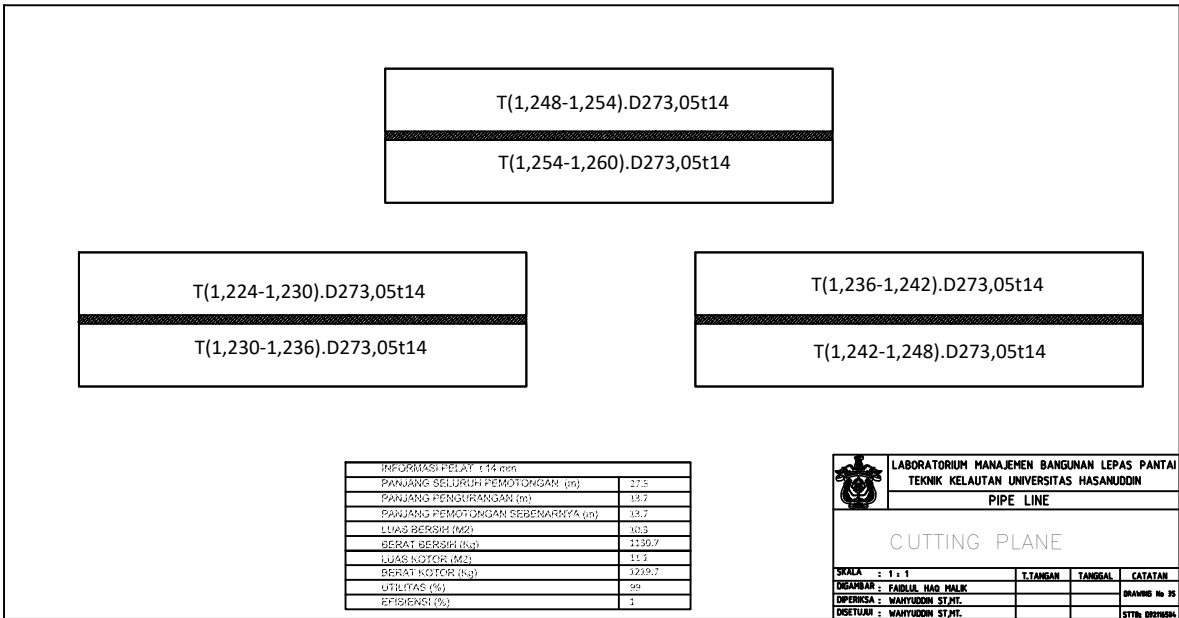 T(1,248-1,254).D273,05t14
T(1,254-1,260).D273,05t14
T(1,224-1,230).D273,05t14
T(1,230-1,236).D273,05t14
T(1,236-1,242).D273,05t14
T(1,242-1,248).D273,05t14
INFORMASI PELAT t 14 mm
PANJANG SELURUH PEMOTONGAN (m) 27.5
PANJANG PENGURANGAN (m) 13.7
PANJANG PEMOTONGAN SEBENARNYA (m) 13.7
LUAS BERSIH (M2) 10.3
BERAT BERSIH (Kg)
LUAS KOTOR (M2)
BERAT KOTOR (Kg)
UTILITAS (%) 99
EFISIENSI (%) 1
LABORATORIUM MANAJEMEN BANGUNAN LEPAS PANTAI
TEKNIK KELAUTAN UNIVERSITAS HASANUDDIN
PIPE LINE
CUTTING PLANE
SKALA : 1 : 1 T.TANGAN TANGGAL CATATAN
DIGAMBAR : FAIDLUL HAQ MALIK
DRAWING No 35
DIPERIKSA : WAHYUDDIN ST,MT.
DISETUJUI : WAHYUDDIN ST,MT.